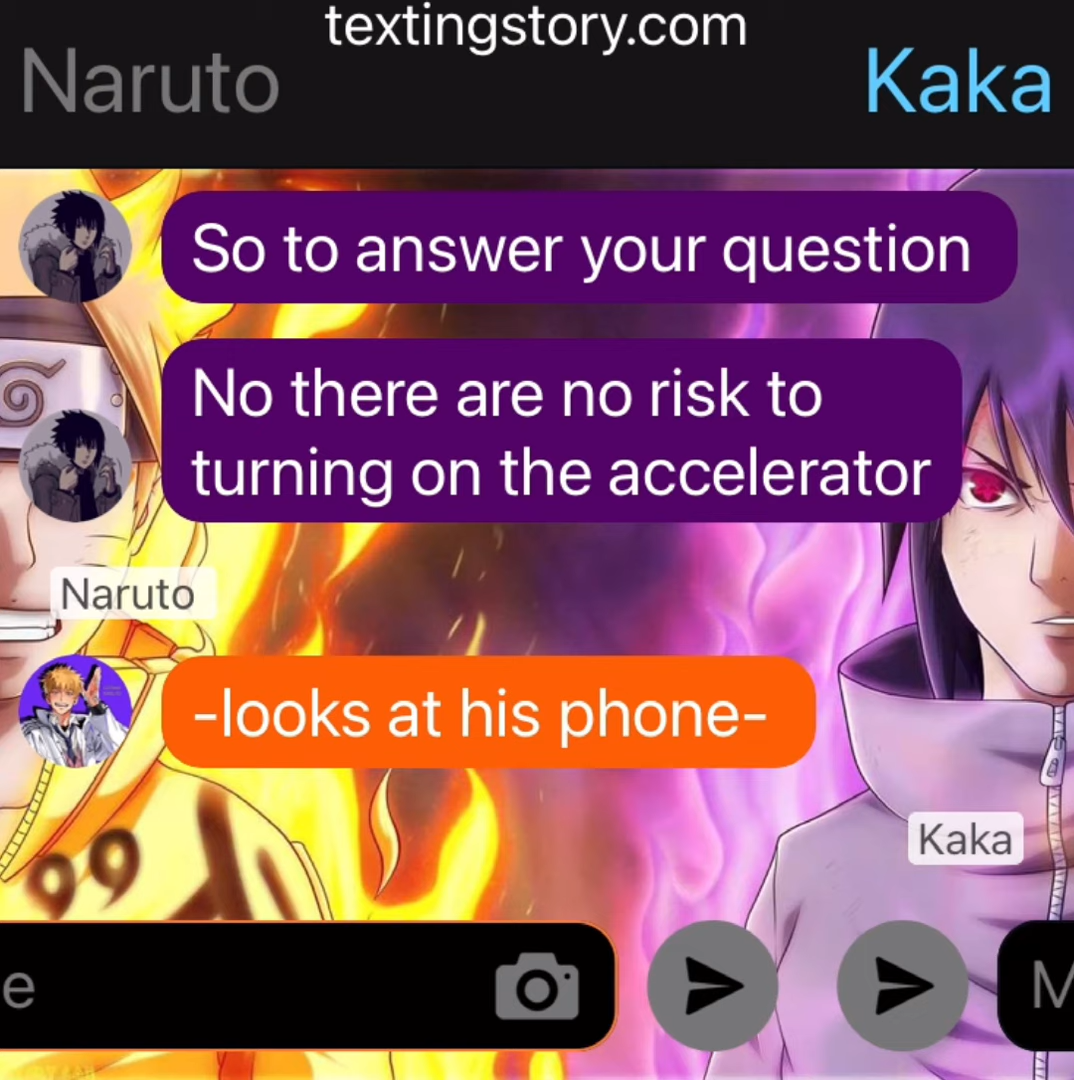 textingstory.com
Naruto
Kaka
So to answer your question
No there are no risk to
turning on the accelerator
Naruto
-looks at his phone-
Kaka
e
M